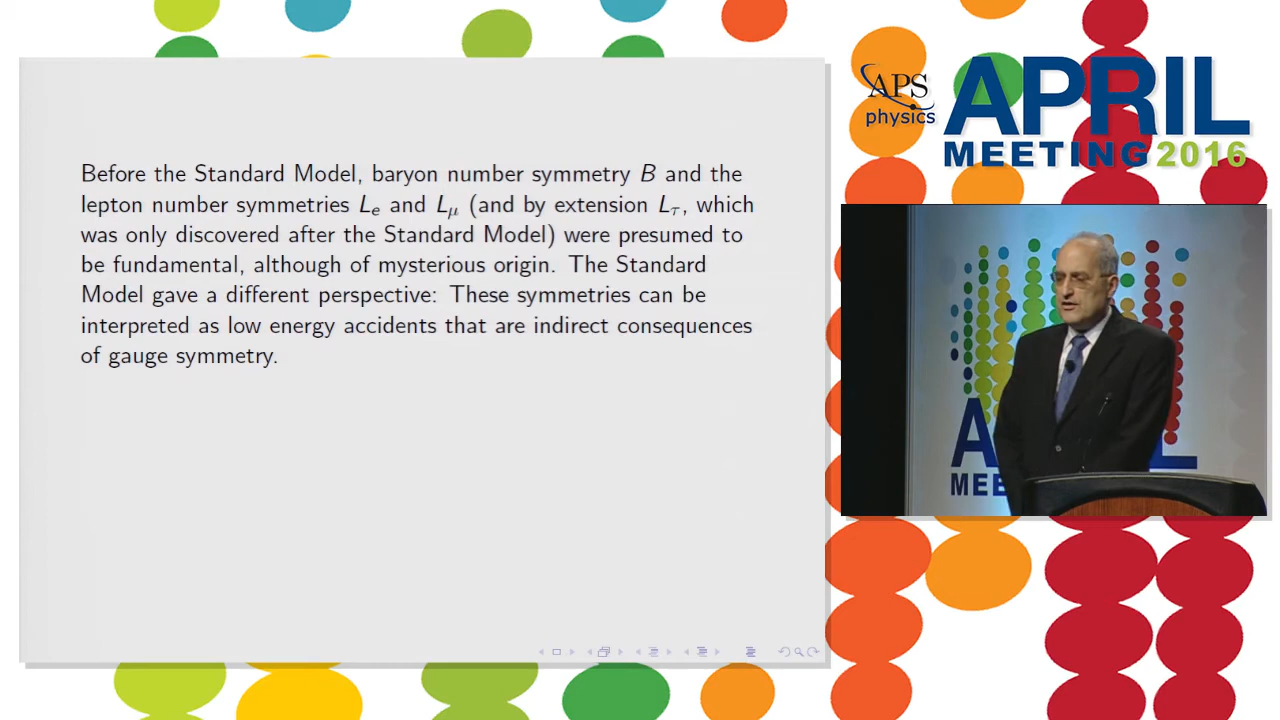 Before the Standard Model, baryon number symmetry B and the
lepton number symmetries Lₑ and L_μ (and by extension L_τ, which
was only discovered after the Standard Model) were presumed to
be fundamental, although of mysterious origin. The Standard
Model gave a different perspective: These symmetries can be
interpreted as low energy accidents that are indirect consequences
of gauge symmetry.
APS
physics
APRIL
MEETING 2016
A L
MEE